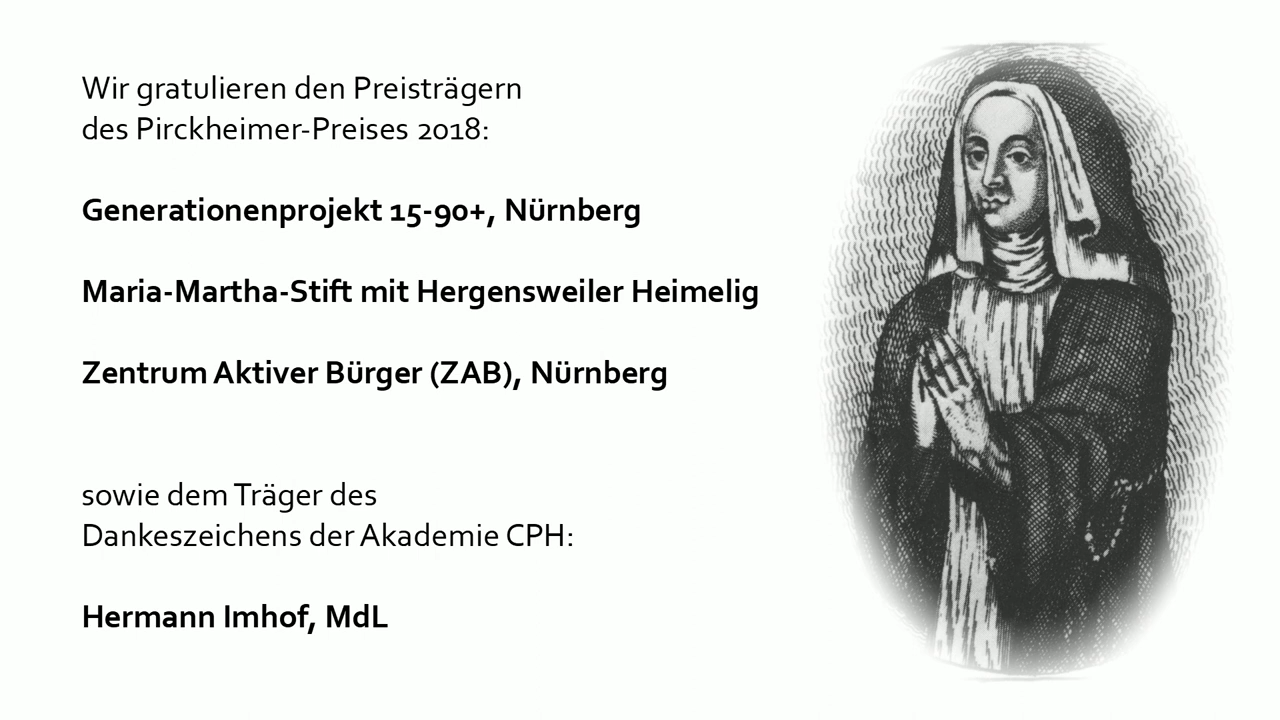 Wir gratulieren den Preisträgern
des Pirckheimer-Preises 2018:
Generationenprojekt 15-90+, Nürnberg
Maria-Martha-Stift mit Hergensweiler Heimelig
Zentrum Aktiver Bürger (ZAB), Nürnberg
sowie dem Träger des
Dankeszeichens der Akademie CPH:
Hermann Imhof, MdL